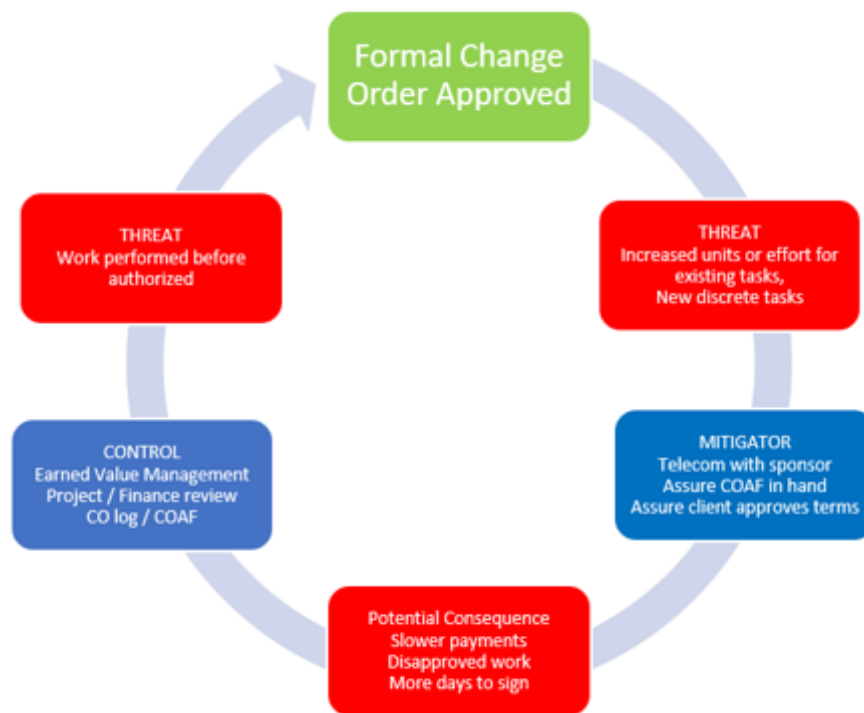 Formal Change
Order Approved
THREAT
Increased units or effort for
existing tasks,
New discrete tasks
MITIGATOR
Telecom with sponsor
Assure COAF in hand
Assure client approves terms
Potential Consequence
Slower payments
Disapproved work
More days to sign
CONTROL
Earned Value Management
Project / Finance review
CO log / COAF
THREAT
Work performed before
authorized